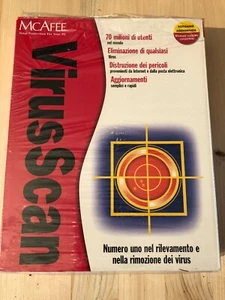 McAFEE
VirusScan
70 milioni di utenti
nel mondo
Eliminazione di qualsiasi
Virus
Distruzione dei pericoli
provenienti da Internet o dalla posta elettronica
Aggiornamenti
semplici e rapidi
Numero uno nel rilevamento e
nella rimozione dei virus